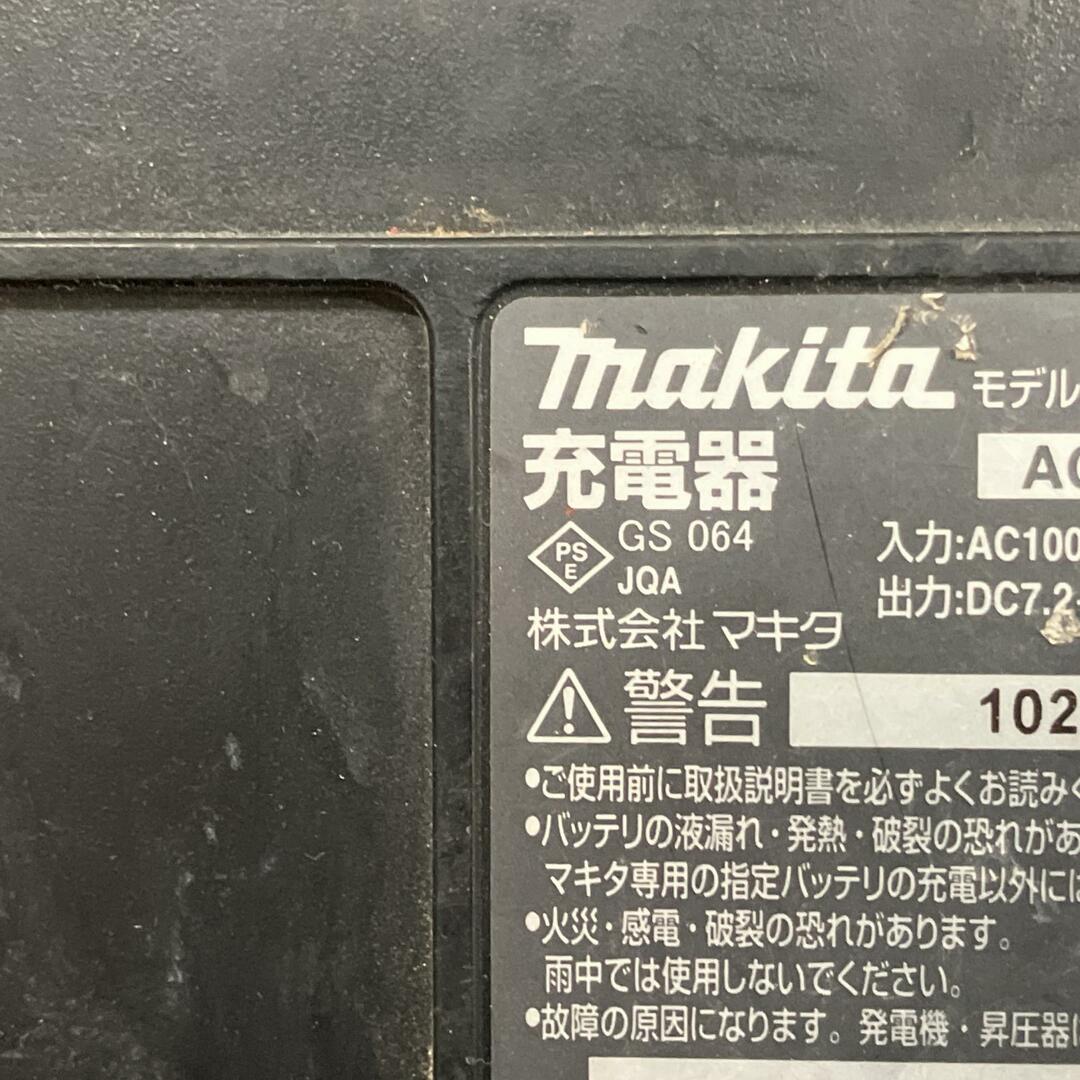 makita モデル
充電器
AC
PSE GS 064
JQA
入力:AC100
出力:DC7.2
株式会社 マキタ
警告
102
•ご使用前に取扱説明書を必ずよくお読み
•バッテリの液漏れ・発熱・破裂の恐れがあ
マキタ専用の指定バッテリの充電以外に
•火災・感電・破裂の恐れがあります。
雨中では使用しないでください。
•故障の原因になります。発電機・昇圧器